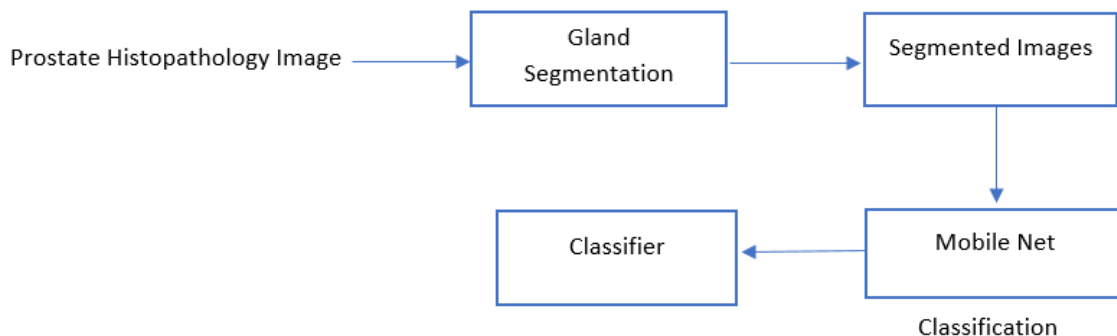 Prostate Histopathology Image
Gland
Segmentation
Segmented Images
Mobile Net
Classifier
Classification